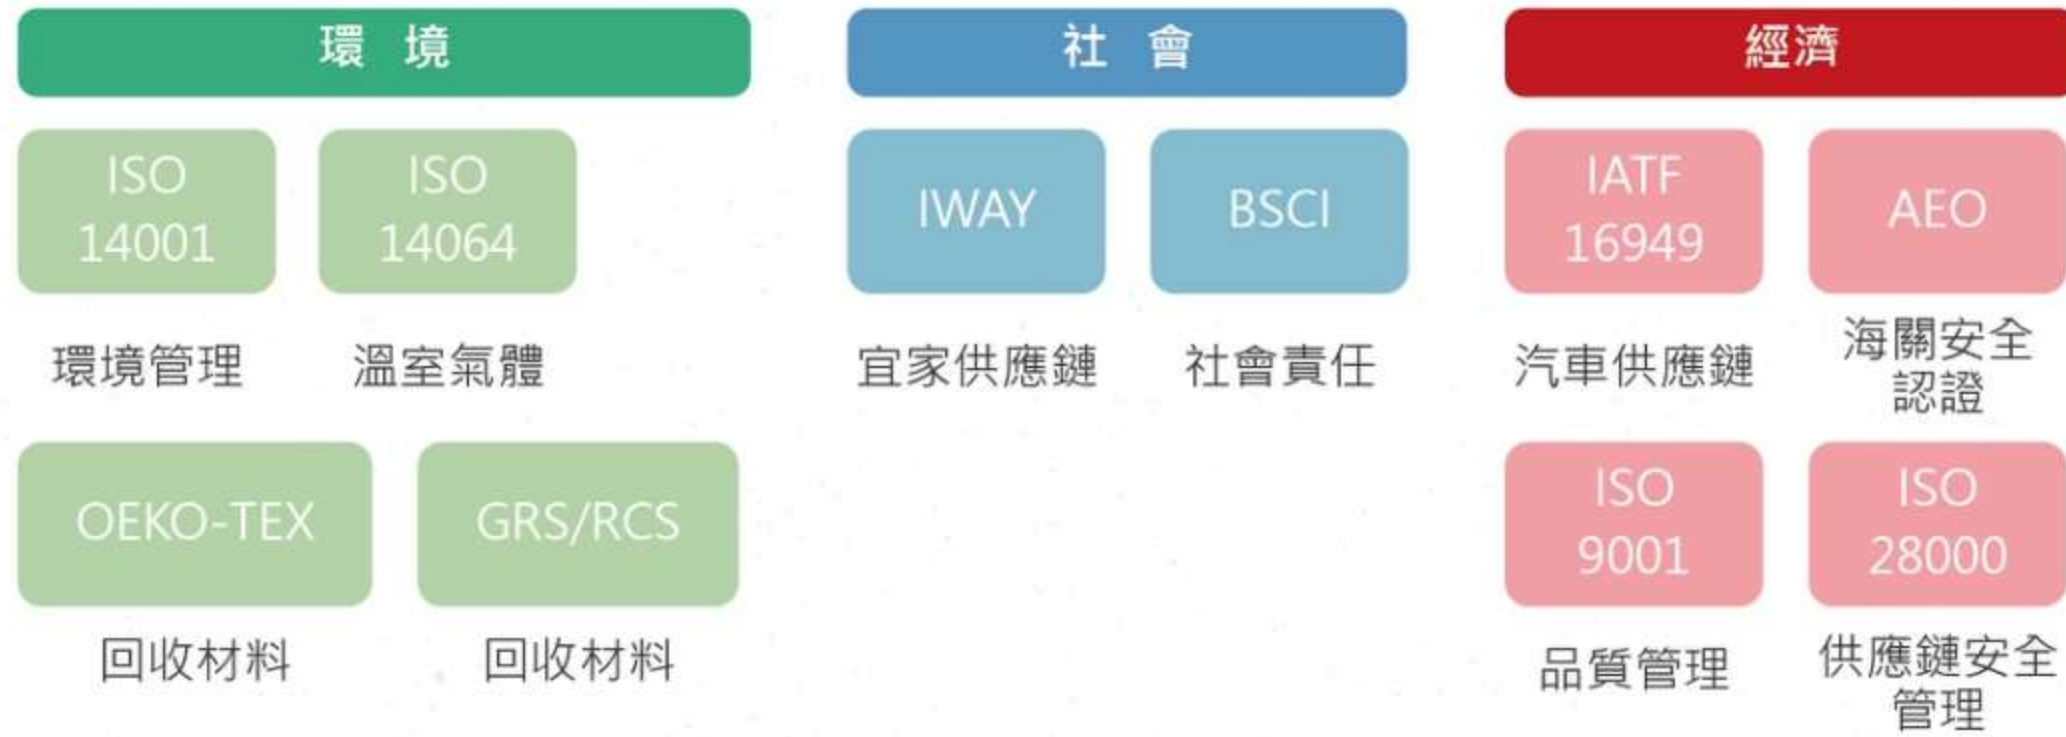 環 境
社 會
經濟
ISO
14001
ISO
14064
IWAY
BSCI
IATF
16949
AEO
環境管理
溫室氣體
宜家供應鏈
社會責任
汽車供應鏈
海關安全
認證
OEKO-TEX
GRS/RCS
ISO
9001
ISO
28000
回收材料
回收材料
品質管理
供應鏈安全
管理